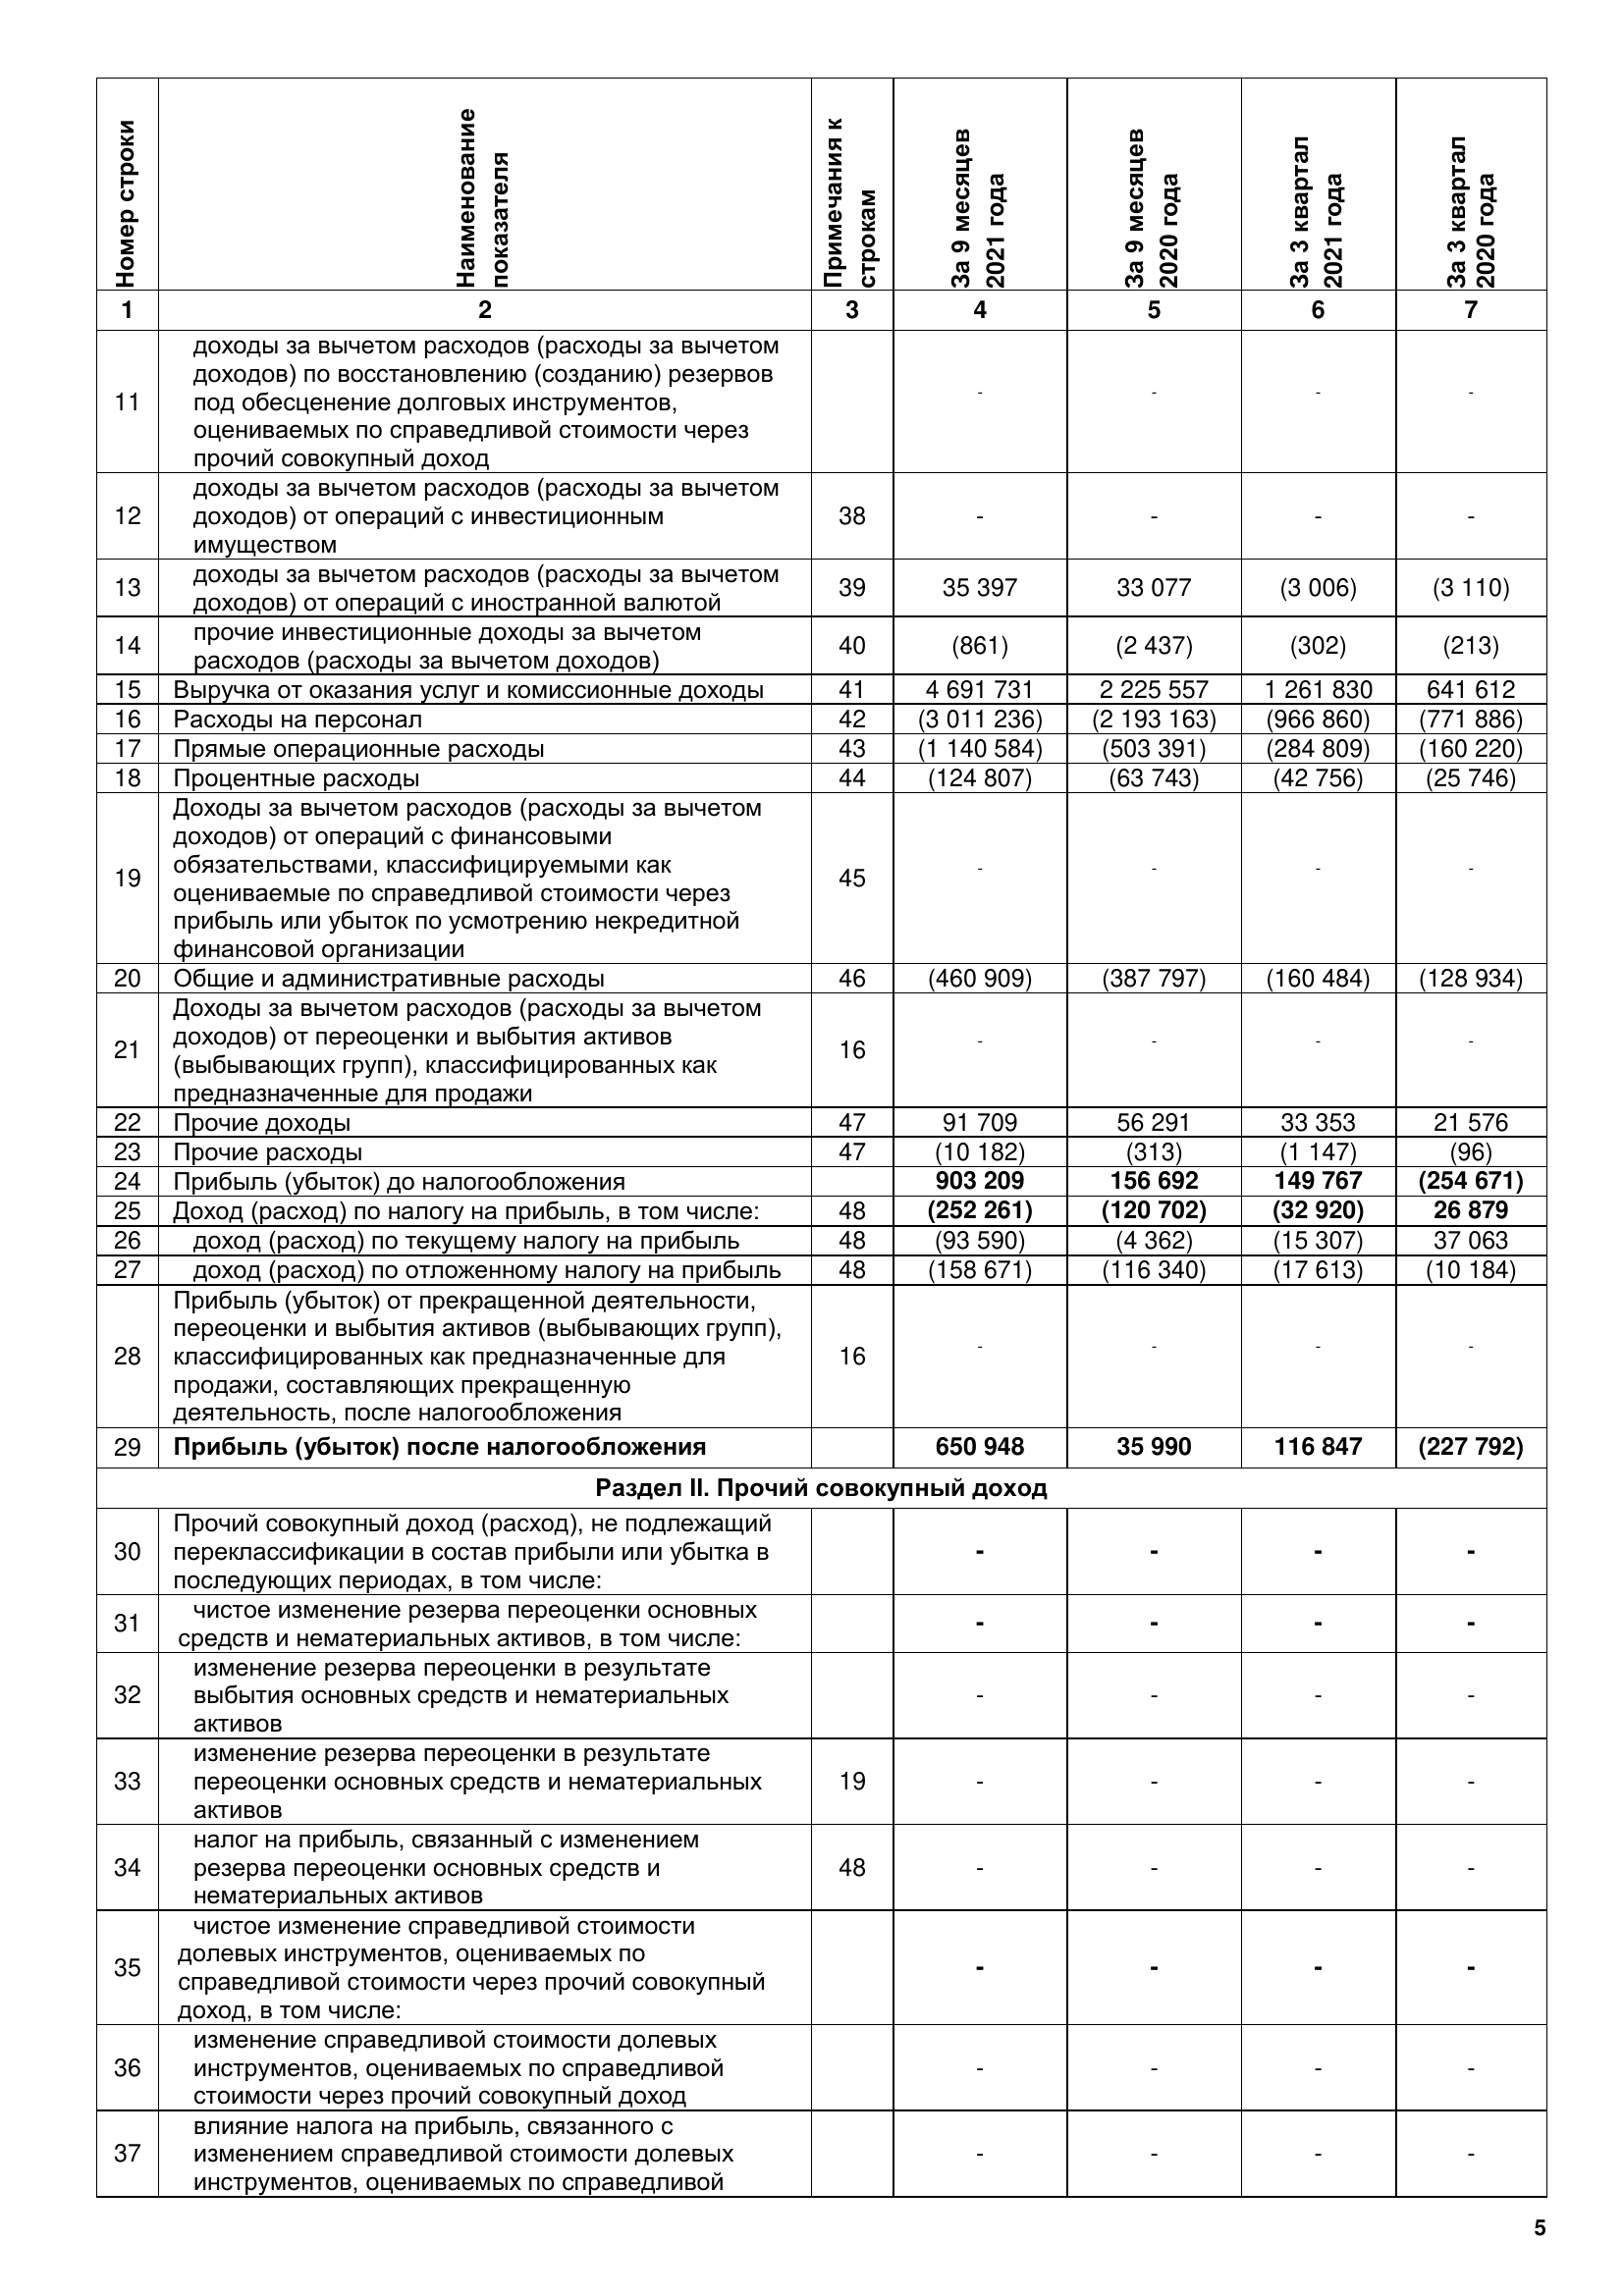 Номер строки
Наименование
показателя
Примечания к
строкам
За 9 месяцев
2021 года
За 9 месяцев
2020 года
За 3 квартал
2021 года
За 3 квартал
2020 года
1 2 3 4 5 6 7
доходы за вычетом расходов (расходы за вычетом
доходов) по восстановлению (созданию) резервов
11 под обесценение долговых инструментов, - - - -
оцениваемых по справедливой стоимости через
прочий совокупный доход
доходы за вычетом расходов (расходы за вычетом
12 доходов) от операций с инвестиционным 38 - - - -
имуществом
13 доходы за вычетом расходов (расходы за вычетом 39 35 397 33 077 (3 006) (3 110)
доходов) от операций с иностранной валютой
14 прочие инвестиционные доходы за вычетом 40 (861) (2 437) (302) (213)
расходов (расходы за вычетом доходов)
15 Выручка от оказания услуг и комиссионные доходы 41 4 691 731 2 225 557 1 261 830 641 612
16 Расходы на персонал 42 (3 011 236) (2 193 163) (966 860) (771 886)
17 Прямые операционные расходы 43 (1 140 584) (503 391) (284 809) (160 220)
18 Процентные расходы 44 (124 807) (63 743) (42 756) (25 746)
Доходы за вычетом расходов (расходы за вычетом
доходов) от операций с финансовыми
обязательствами, классифицируемыми как
19 оцениваемые по справедливой стоимости через 45 - - - -
прибыль или убыток по усмотрению некредитной
финансовой организации
20 Общие и административные расходы 46 (460 909) (387 797) (160 484) (128 934)
Доходы за вычетом расходов (расходы за вычетом
21 доходов) от переоценки и выбытия активов 16 - - - -
(выбывающих групп), классифицированных как
предназначенные для продажи
22 Прочие доходы 47 91 709 56 291 33 353 21 576
23 Прочие расходы 47 (10 182) (313) (1 147) (96)
24 Прибыль (убыток) до налогообложения 903 209 156 692 149 767 (254 671)
25 Доход (расход) по налогу на прибыль, в том числе: 48 (252 261) (120 702) (32 920) 26 879
26 доход (расход) по текущему налогу на прибыль 48 (93 590) (4 362) (15 307) 37 063
27 доход (расход) по отложенному налогу на прибыль 48 (158 671) (116 340) (17 613) (10 184)
Прибыль (убыток) от прекращенной деятельности,
переоценки и выбытия активов (выбывающих групп),
28 классифицированных как предназначенные для 16 - - - -
продажи, составляющих прекращенную
деятельность, после налогообложения
29 Прибыль (убыток) после налогообложения 650 948 35 990 116 847 (227 792)
Раздел II. Прочий совокупный доход
Прочий совокупный доход (расход), не подлежащий
30 переклассификации в состав прибыли или убытка в - - - -
последующих периодах, в том числе:
31 чистое изменение резерва переоценки основных - - - -
средств и нематериальных активов, в том числе:
изменение резерва переоценки в результате
32 выбытия основных средств и нематериальных - - - -
активов
изменение резерва переоценки в результате
33 переоценки основных средств и нематериальных 19 - - - -
активов
налог на прибыль, связанный с изменением
34 резерва переоценки основных средств и 48 - - - -
нематериальных активов
чистое изменение справедливой стоимости
35 долевых инструментов, оцениваемых по - - - -
справедливой стоимости через прочий совокупный
доход, в том числе:
изменение справедливой стоимости долевых
36 инструментов, оцениваемых по справедливой - - - -
стоимости через прочий совокупный доход
влияние налога на прибыль, связанного с
37 изменением справедливой стоимости долевых - - - -
инструментов, оцениваемых по справедливой
5